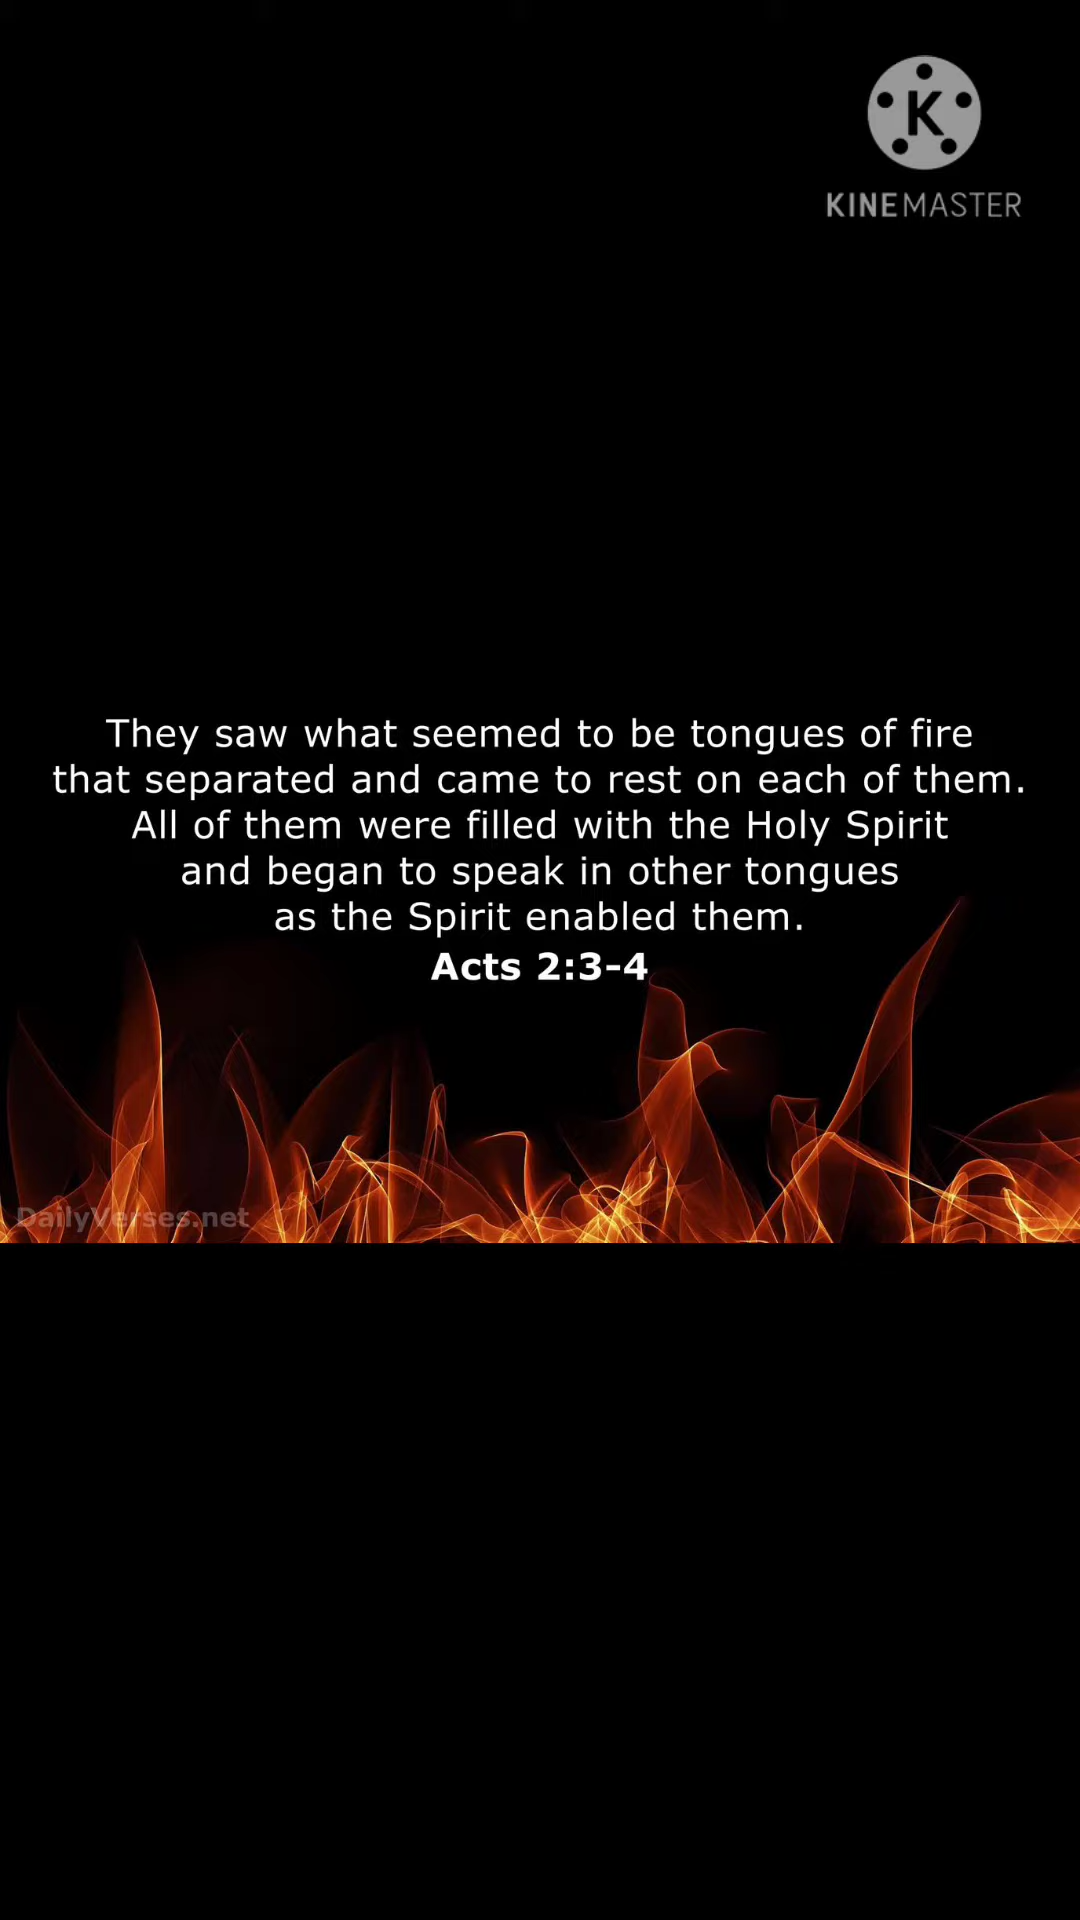 K
KINEMASTER
They saw what seemed to be tongues of fire
that separated and came to rest on each of them.
All of them were filled with the Holy Spirit
and began to speak in other tongues
as the Spirit enabled them.
Acts 2:3-4
DailyVerses.net